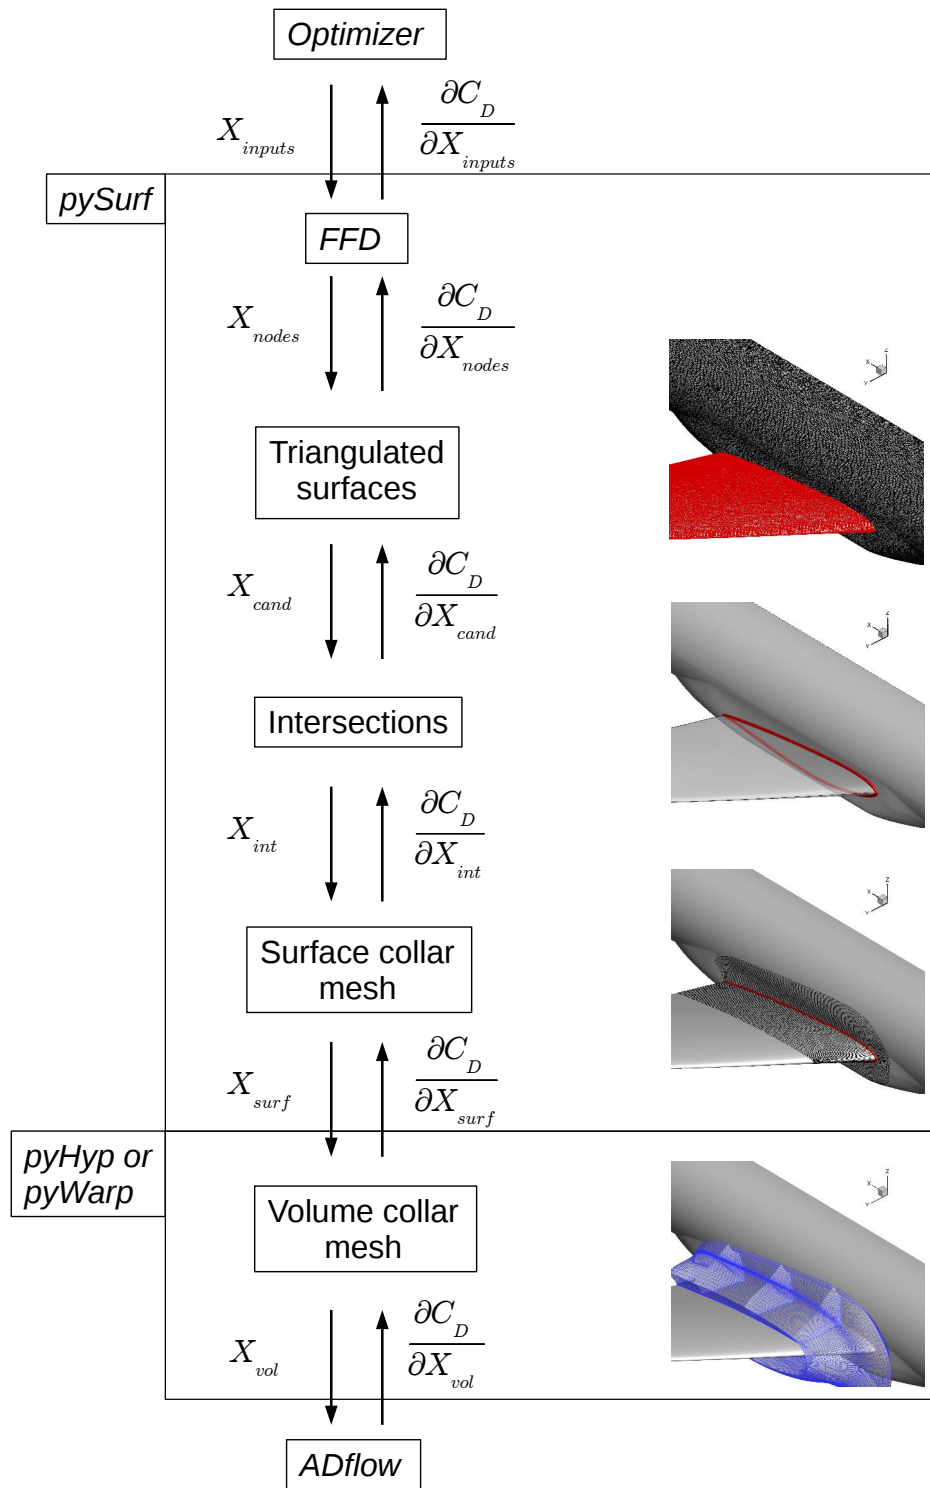 Optimizer
X_inputs
∂C_D
∂X_inputs
pySurf
FFD
X_nodes
∂C_D
∂X_nodes
Triangulated
surfaces
X_cand
∂C_D
∂X_cand
Intersections
X_int
∂C_D
∂X_int
Surface collar
mesh
X_surf
∂C_D
∂X_surf
pyHyp or
pyWarp
Volume collar
mesh
X_vol
∂C_D
∂X_vol
ADflow
Z
X
Y
Z
X
Y
Z
X
Y
Z
X
Y